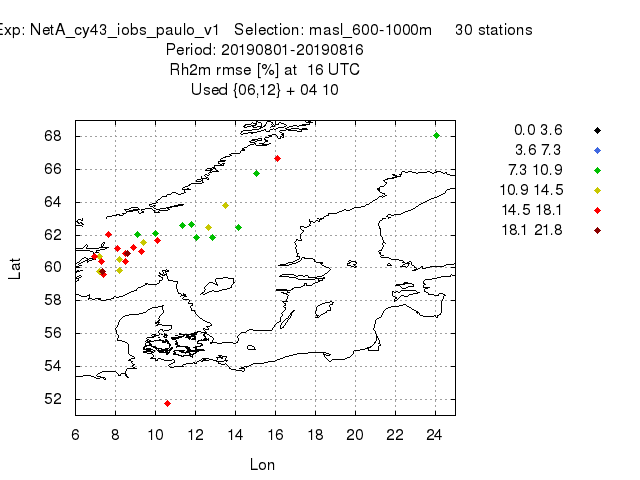 Exp: NetA_cy43_iobs_paulo_v1 Selection: masl_600-1000m 30 stations
Period: 20190801-20190816
Rh2m rmse [%] at 16 UTC
Used {06,12} + 04 10
0.0 3.6
3.6 7.3
7.3 10.9
10.9 14.5
14.5 18.1
18.1 21.8
68
66
64
62
60
58
56
54
52
Lat
6 8 10 12 14 16 18 20 22 24
Lon